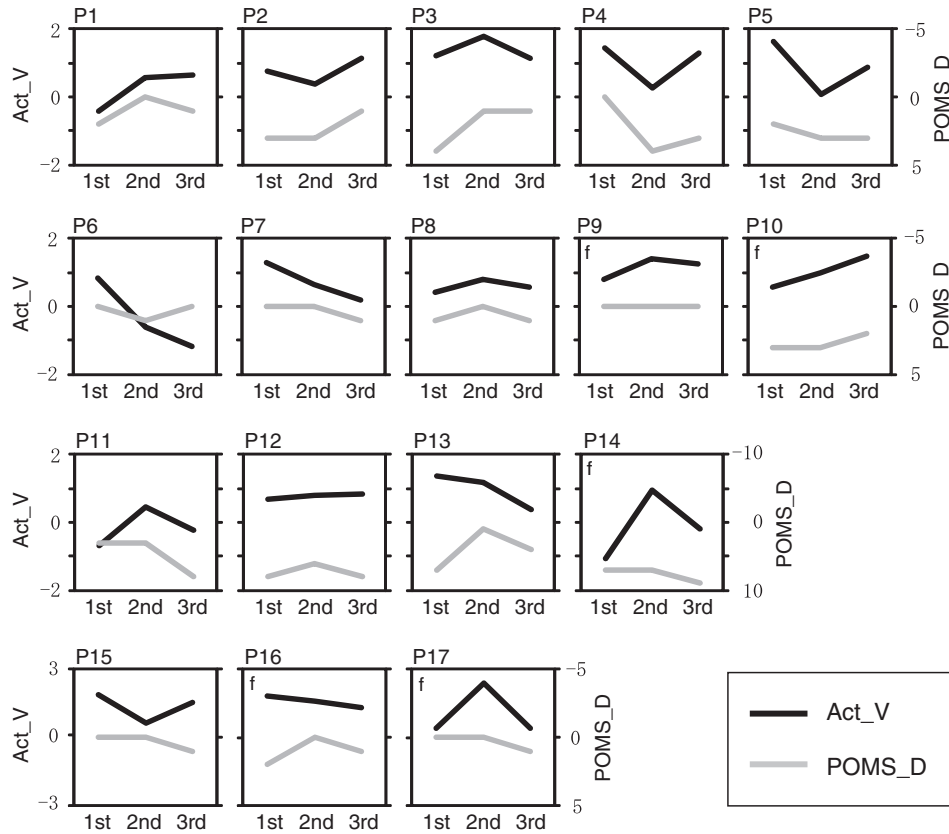 P1 P2 P3 P4 P5
2 -5
Act_V 0 0 POMS_D
-2 5
1st 2nd 3rd 1st 2nd 3rd 1st 2nd 3rd 1st 2nd 3rd 1st 2nd 3rd
P6 P7 P8 P9 P10
2 f f -5
Act_V 0 0 POMS_D
-2 5
1st 2nd 3rd 1st 2nd 3rd 1st 2nd 3rd 1st 2nd 3rd 1st 2nd 3rd
P11 P12 P13 P14
2 f -10
Act_V 0 0 POMS_D
-2 10
1st 2nd 3rd 1st 2nd 3rd 1st 2nd 3rd 1st 2nd 3rd
P15 P16 P17
3 f f -5
Act_V 0 0 POMS_D
-3 5
1st 2nd 3rd 1st 2nd 3rd 1st 2nd 3rd
Act_V
POMS_D